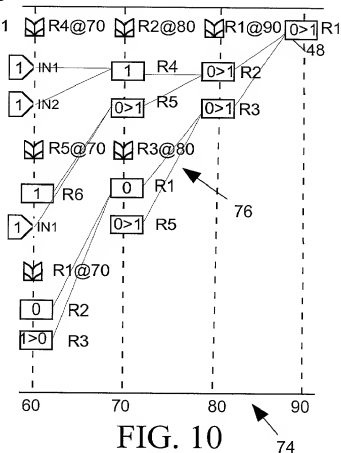 1 R4@70 R2@80 R1@90 0>1 R1
48
1 IN1 1 R4 0>1 R2
1 IN2 0>1 R5 0>1 R3
R5@70 R3@80
1 R6 0 R1
76
1 IN1 0>1 R5
R1@70
0 R2
1>0 R3
60 70 80 90
FIG. 10 74